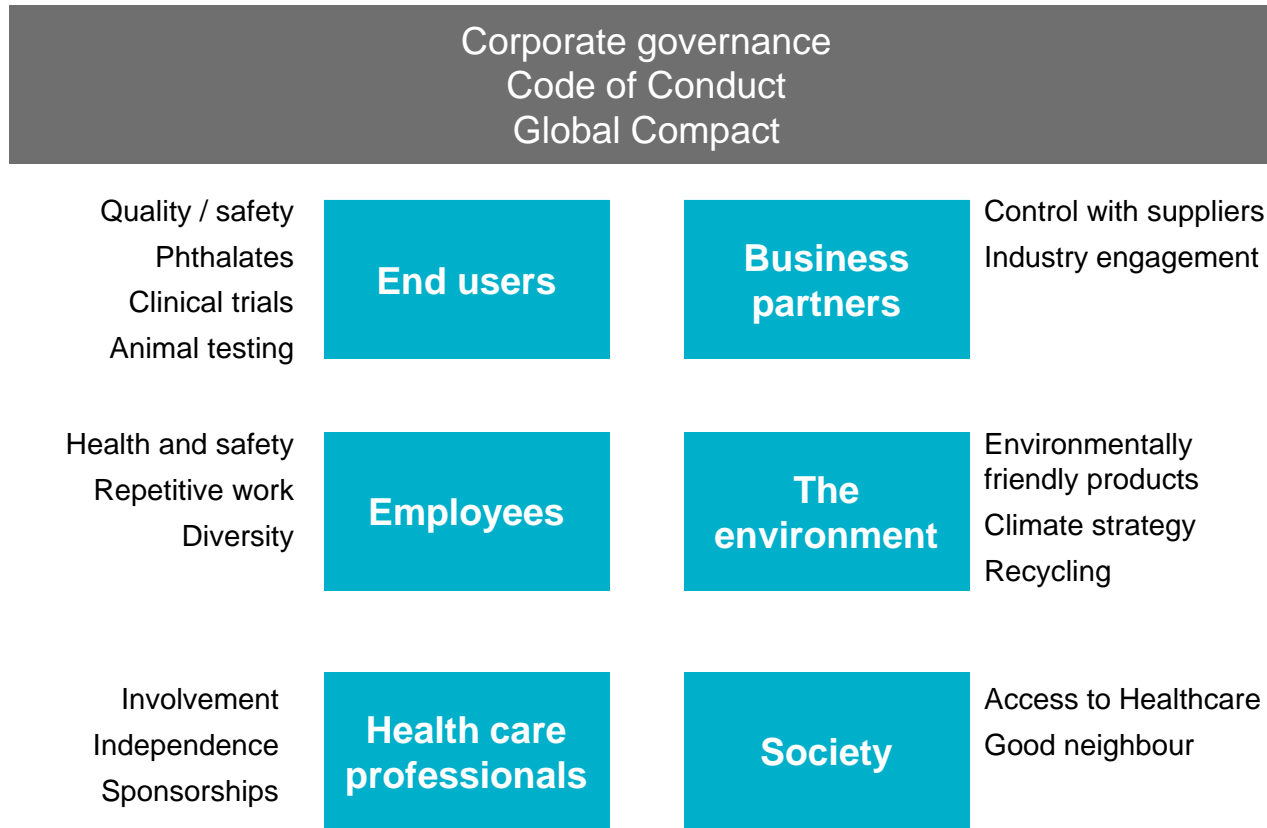 Corporate governance
Code of Conduct
Global Compact
Quality / safety
Phthalates
Clinical trials
Animal testing
End users
Business
partners
Control with suppliers
Industry engagement
Health and safety
Repetitive work
Diversity
Employees
The
environment
Environmentally
friendly products
Climate strategy
Recycling
Involvement
Independence
Sponsorships
Health care
professionals
Society
Access to Healthcare
Good neighbour